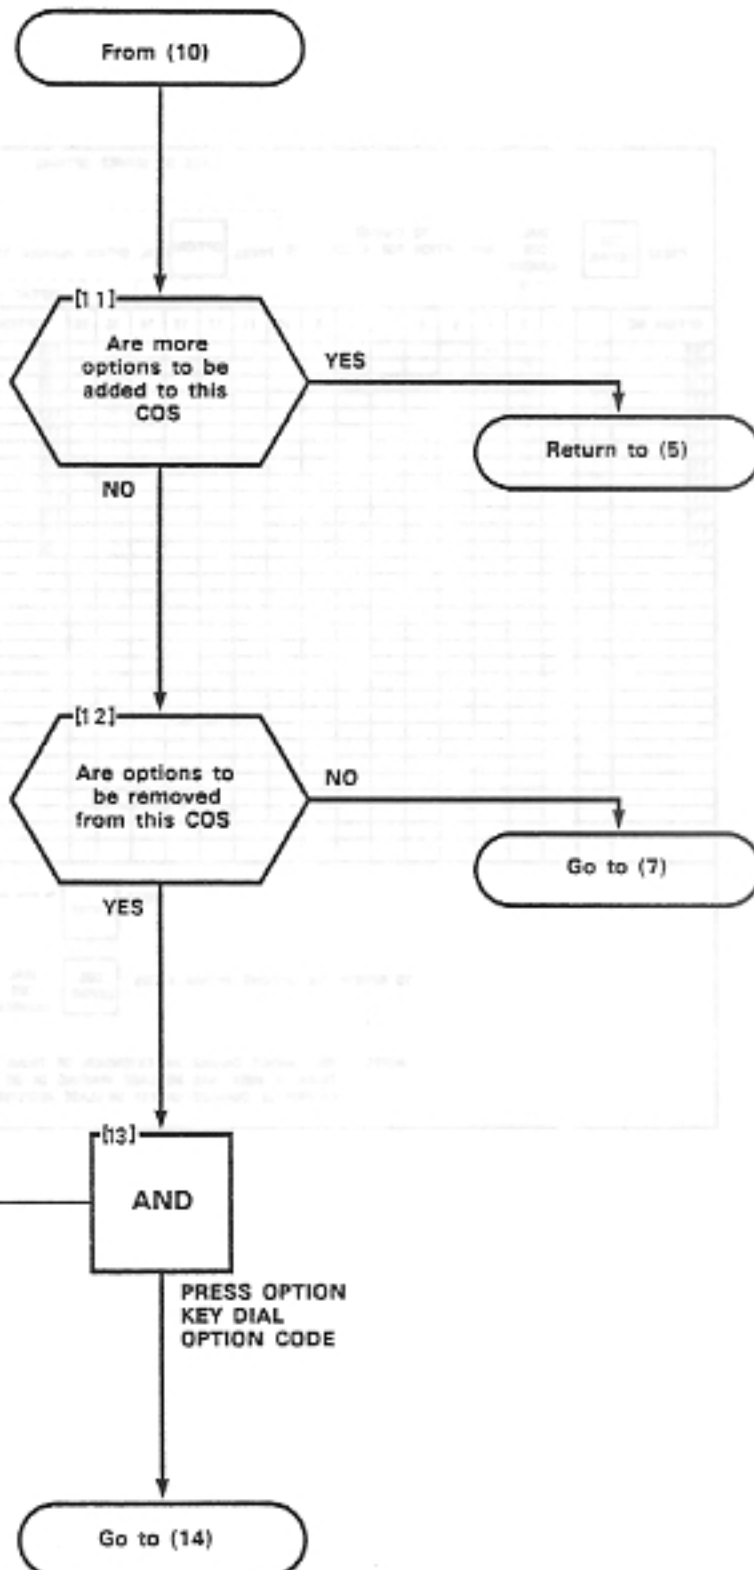 From (10)
[11]
Are more
options to be
added to this
COS
YES
Return to (5)
NO
[12]
Are options to
be removed
from this COS
NO
Go to (7)
YES
[13]
AND
PRESS OPTION
KEY DIAL
OPTION CODE
Go to (14)